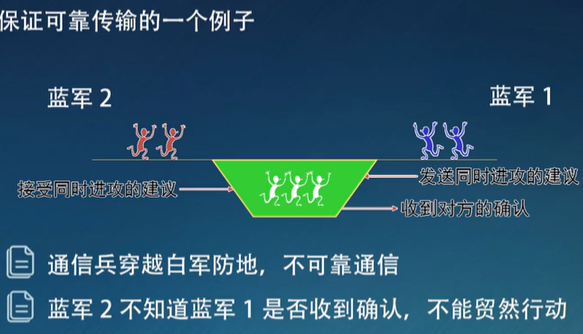 保证可靠传输的一个例子
蓝军 2
蓝军 1
接受同时进攻的建议
发送同时进攻的建议
收到对方的确认
通信兵穿越白军防地，不可靠通信
蓝军 2 不知道蓝军 1 是否收到确认，不能贸然行动